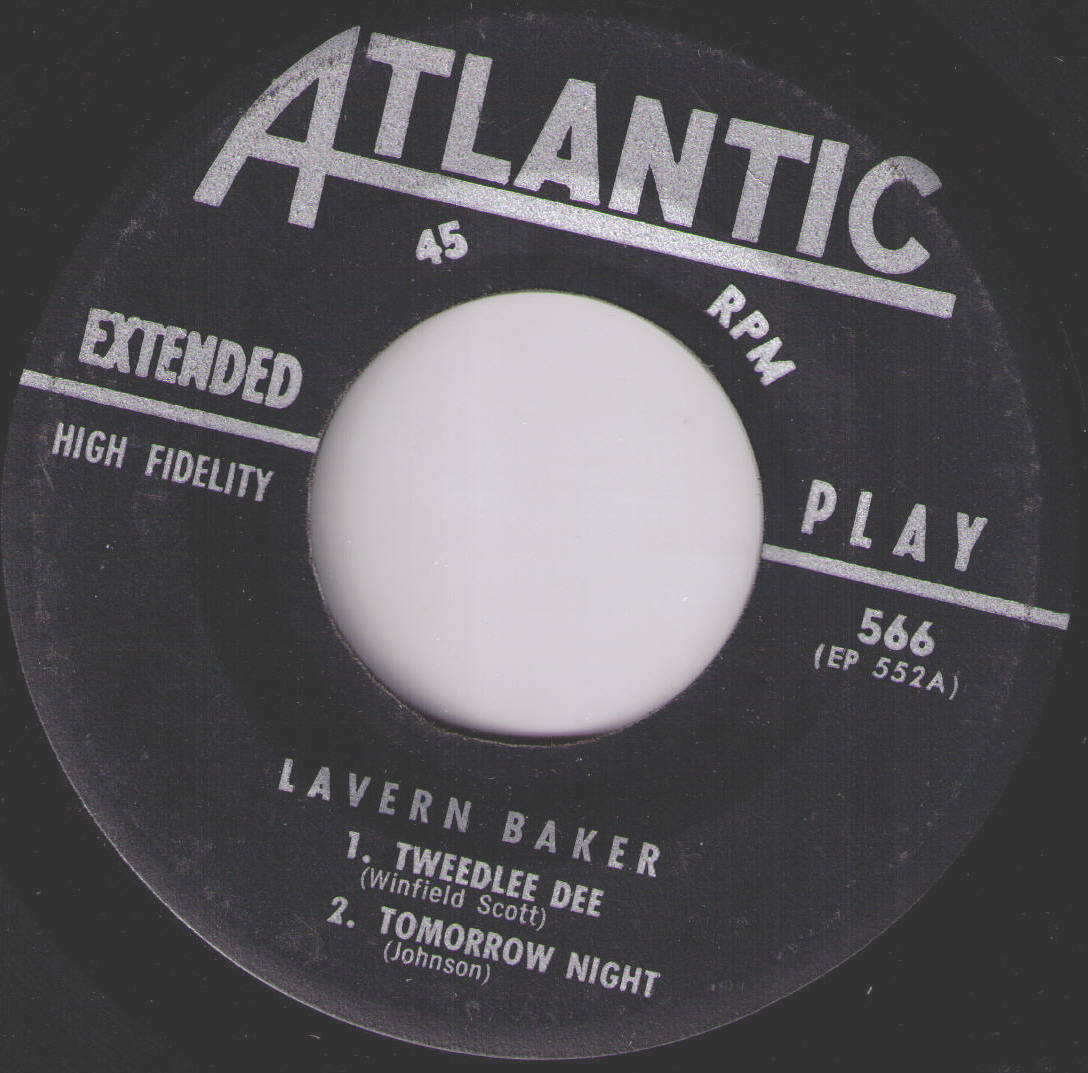 ATLANTIC
45 RPM
EXTENDED PLAY
HIGH FIDELITY
566
(EP 552A)
LAVERN BAKER
1. TWEEDLEE DEE
(Winfield Scott)
2. TOMORROW NIGHT
(Johnson)